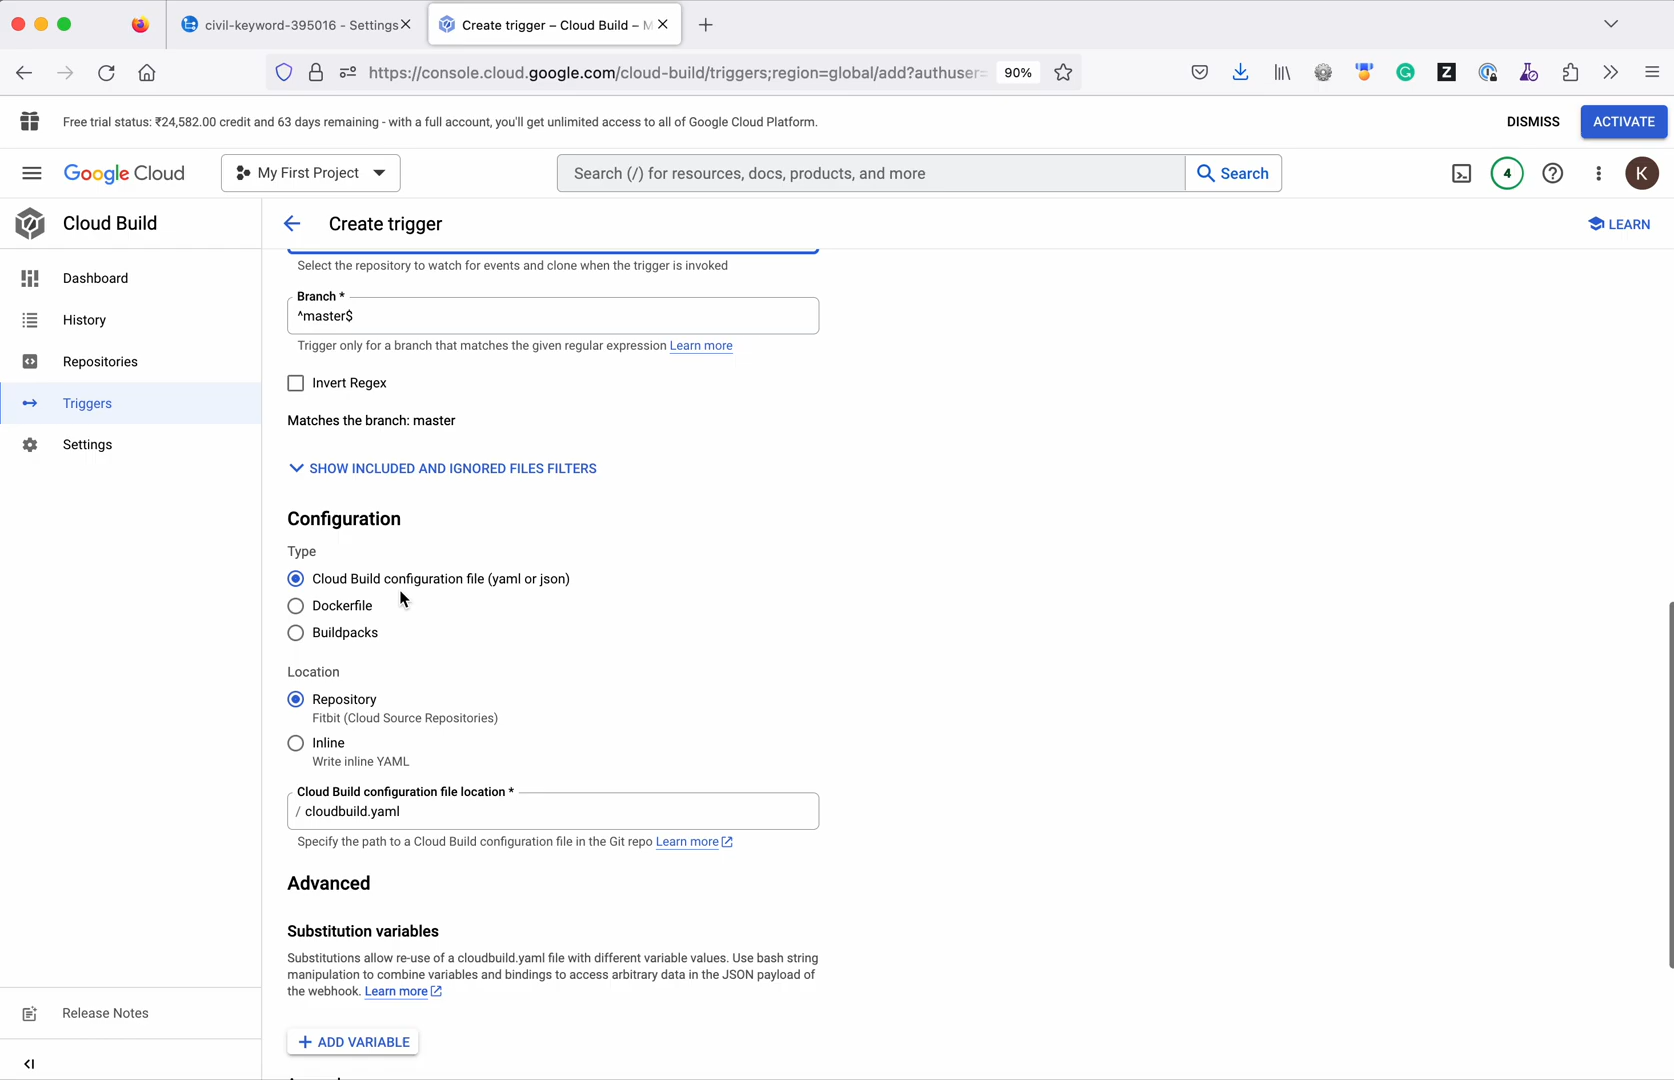 civil-keyword-395016 - Settings
Create trigger – Cloud Build –
https://console.cloud.google.com/cloud-build/triggers;region=global/add?authuser=
90%
Free trial status: ₹24,582.00 credit and 63 days remaining - with a full account, you'll get unlimited access to all of Google Cloud Platform.
DISMISS
ACTIVATE
Google Cloud
My First Project
Search (/) for resources, docs, products, and more
Search
4
K
Cloud Build
Create trigger
LEARN
Dashboard
History
Repositories
Triggers
Settings
Release Notes
Select the repository to watch for events and clone when the trigger is invoked
Branch *
^master$
Trigger only for a branch that matches the given regular expression Learn more
Invert Regex
Matches the branch: master
SHOW INCLUDED AND IGNORED FILES FILTERS
Configuration
Type
Cloud Build configuration file (yaml or json)
Dockerfile
Buildpacks
Location
Repository
Fitbit (Cloud Source Repositories)
Inline
Write inline YAML
Cloud Build configuration file location *
/ cloudbuild.yaml
Specify the path to a Cloud Build configuration file in the Git repo Learn more
Advanced
Substitution variables
Substitutions allow re-use of a cloudbuild.yaml file with different variable values. Use bash string
manipulation to combine variables and bindings to access arbitrary data in the JSON payload of
the webhook. Learn more
+ ADD VARIABLE